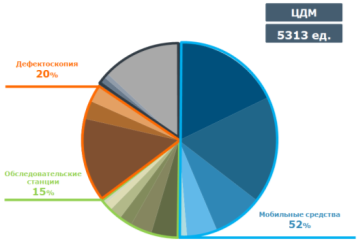 ЦДМ
5313 ед.
Дефектоскопия
20%
Обследовательские
станции
15%
Мобильные средства
52%